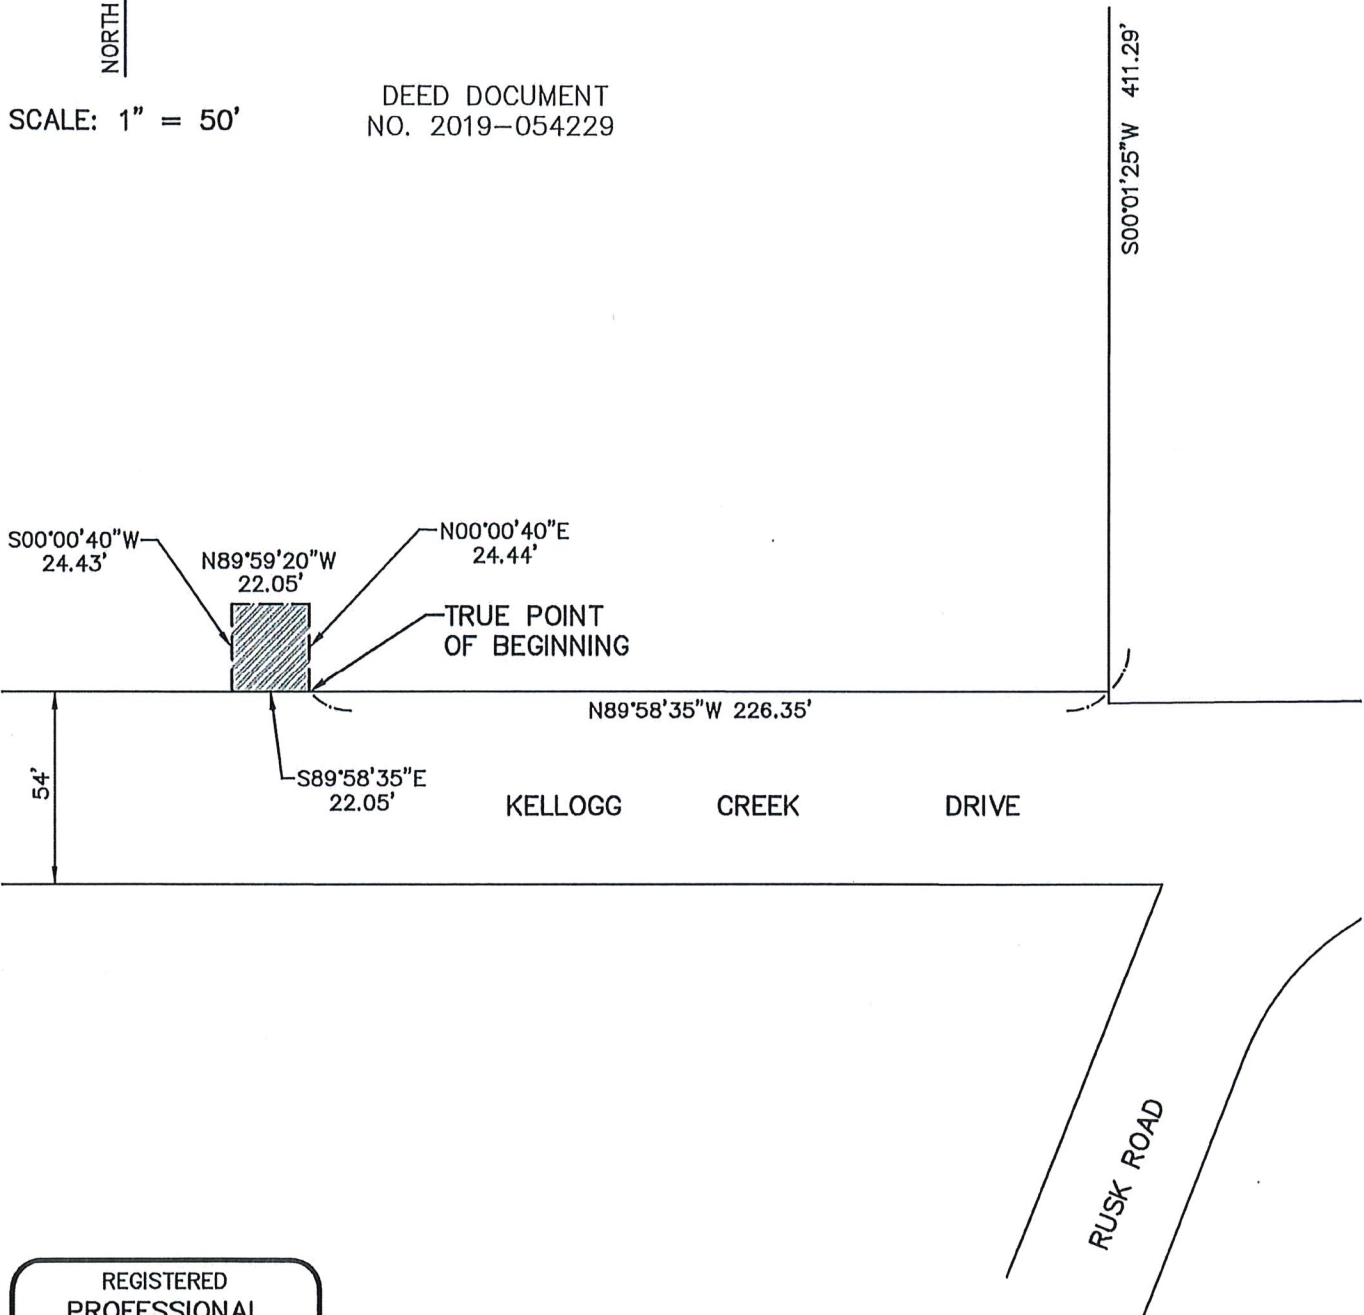 NORTH
SCALE: 1" = 50'
DEED DOCUMENT
NO. 2019-054229
S00°01'25"W 411.29'
S00°00'40"W
24.43'
N89°59'20"W
22.05'
N00°00'40"E
24.44'
TRUE POINT
OF BEGINNING
N89°58'35"W 226.35'
54'
S89°58'35"E
22.05'
KELLOGG CREEK DRIVE
RUSK ROAD
REGISTERED
PROFESSIONAL